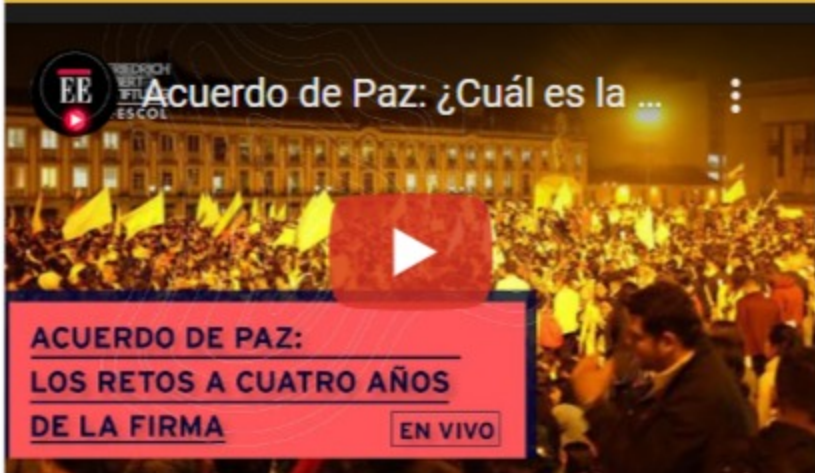 EE
Acuerdo de Paz: ¿Cuál es la ...
ESCOL
ACUERDO DE PAZ:
LOS RETOS A CUATRO AÑOS
DE LA FIRMA
EN VIVO